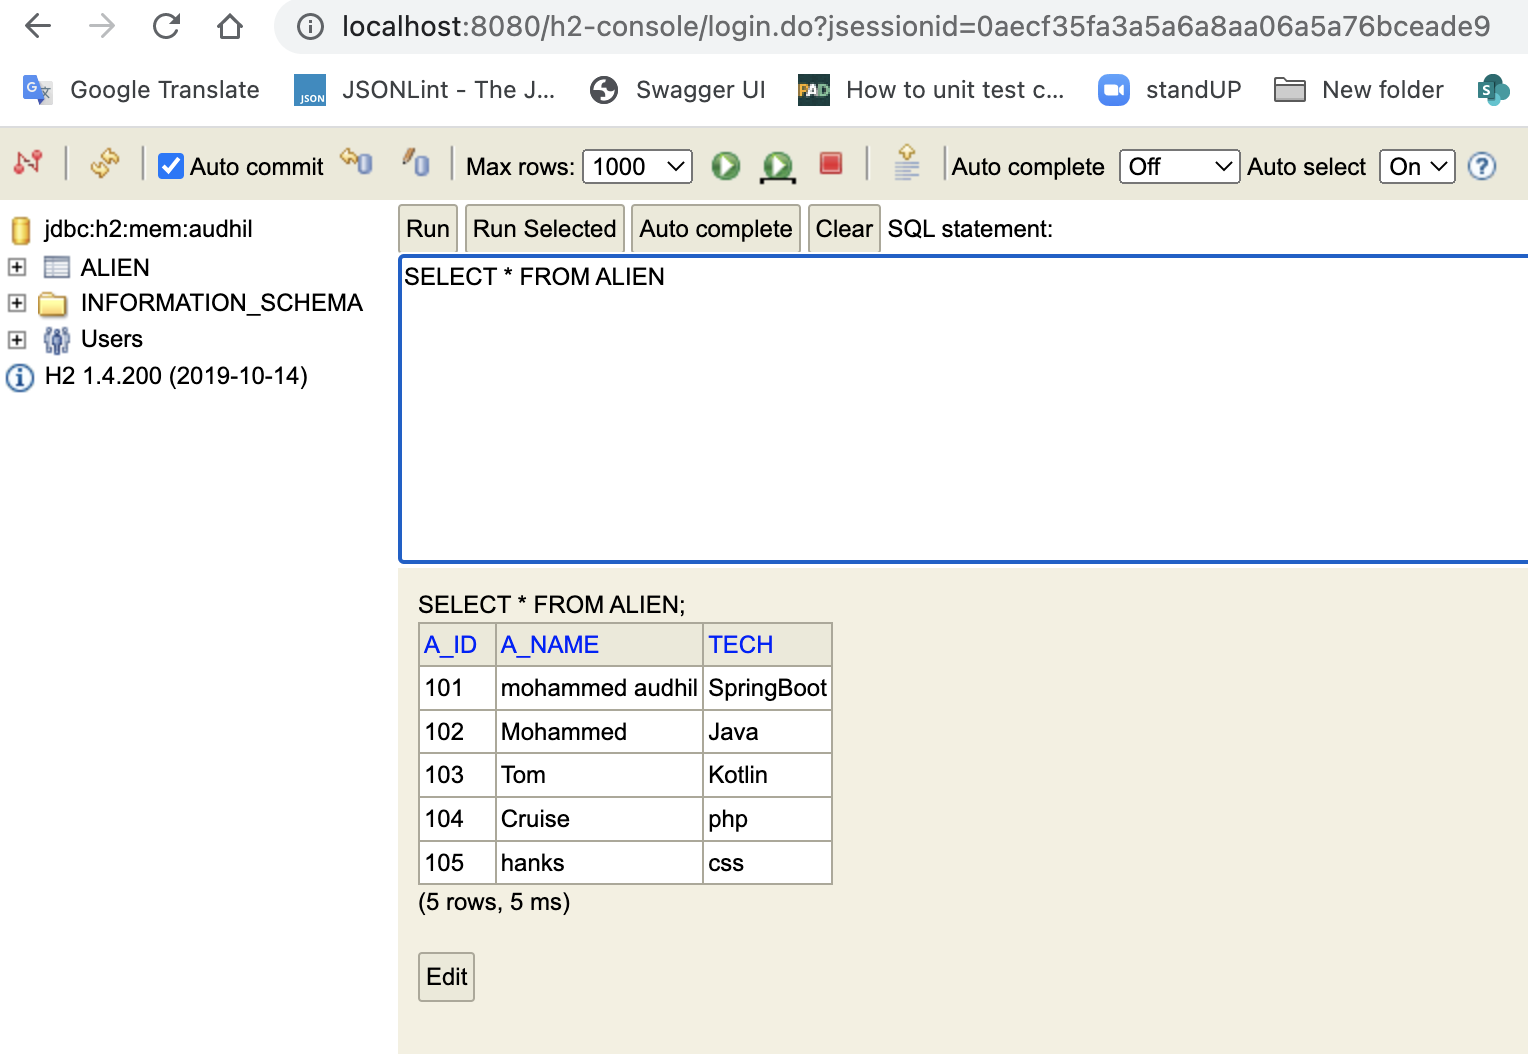 localhost:8080/h2-console/login.do?jsessionid=0aecf35fa3a5a6a8aa06a5a76bceade9
Google Translate JSON JSONLint - The J... Swagger UI PAD How to unit test c... standUP New folder S
Auto commit Max rows: 1000 Auto complete Off Auto select On ?
jdbc:h2:mem:audhil
ALIEN
INFORMATION_SCHEMA
Users
H2 1.4.200 (2019-10-14)
Run Run Selected Auto complete Clear SQL statement:
SELECT * FROM ALIEN
SELECT * FROM ALIEN;
A_ID A_NAME TECH
101 mohammed audhil SpringBoot
102 Mohammed Java
103 Tom Kotlin
104 Cruise php
105 hanks css
(5 rows, 5 ms)
Edit